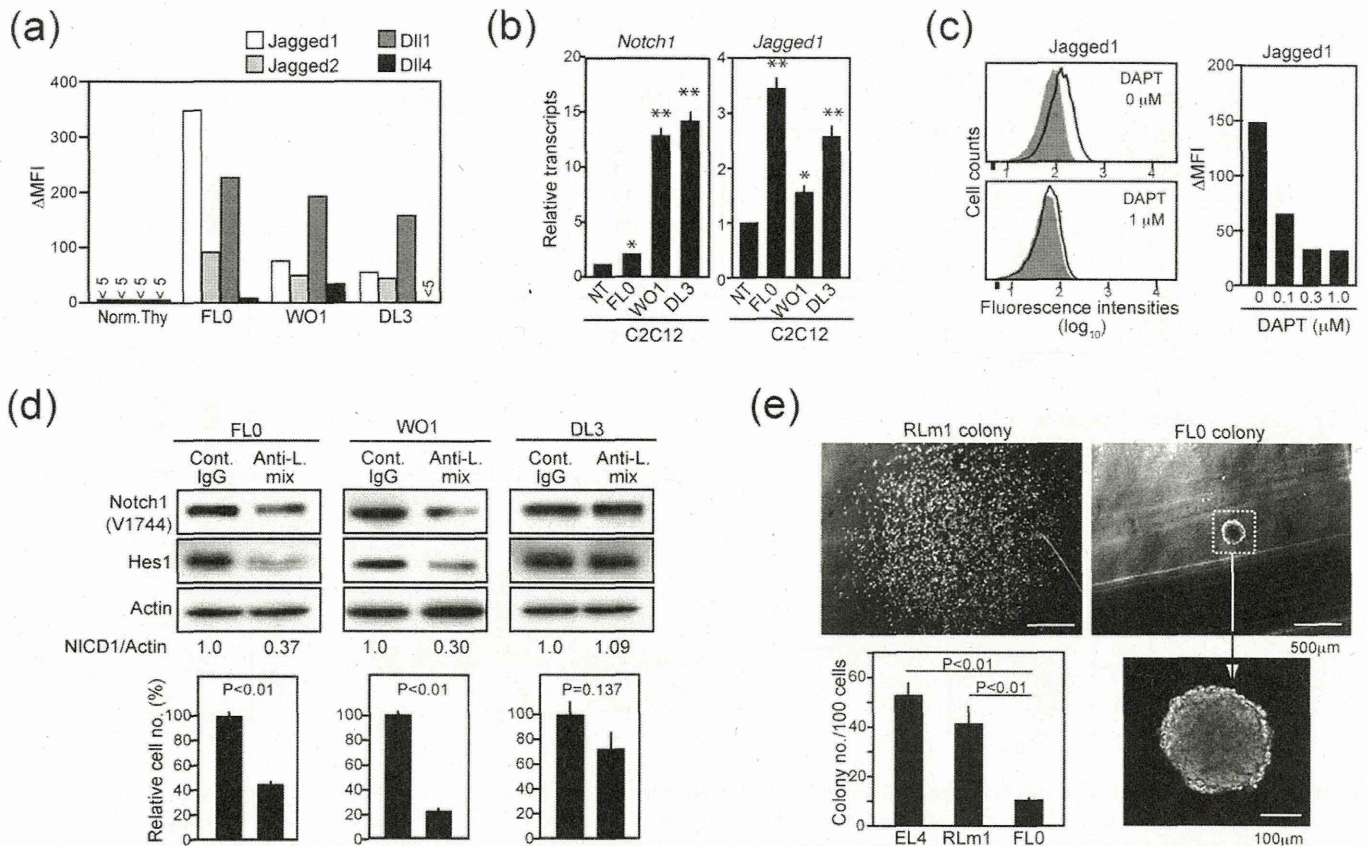 (a)
Jagged1 Dll1
Jagged2 Dll4
400
300
200
100
0
ΔMFI
<5 <5 <5 <5
<5
Norm.Thy FL0 WO1 DL3
(b)
Notch1 Jagged1
20
15
10
5
0
4
3
2
1
0
Relative transcripts
* ** **
** * **
NT FL0 WO1 DL3
NT FL0 WO1 DL3
C2C12 C2C12
(c)
Jagged1
DAPT
0 μM
1 2 3 4
DAPT
1 μM
1 2 3 4
Cell counts
Fluorescence intensities
(log10)
Jagged1
200
150
100
50
0
ΔMFI
0 0.1 0.3 1.0
DAPT (μM)
(d)
FL0 WO1 DL3
Cont. IgG Anti-L. mix Cont. IgG Anti-L. mix Cont. IgG Anti-L. mix
Notch1
(V1744)
Hes1
Actin
NICD1/Actin 1.0 0.37 1.0 0.30 1.0 1.09
Relative cell no. (%)
P<0.01 P<0.01 P=0.137
100 100 100
80 80 80
60 60 60
40 40 40
20 20 20
0 0 0
(e)
RLm1 colony FL0 colony
500μm
P<0.01
P<0.01
60
40
20
0
Colony no./100 cells
EL4 RLm1 FL0
100μm